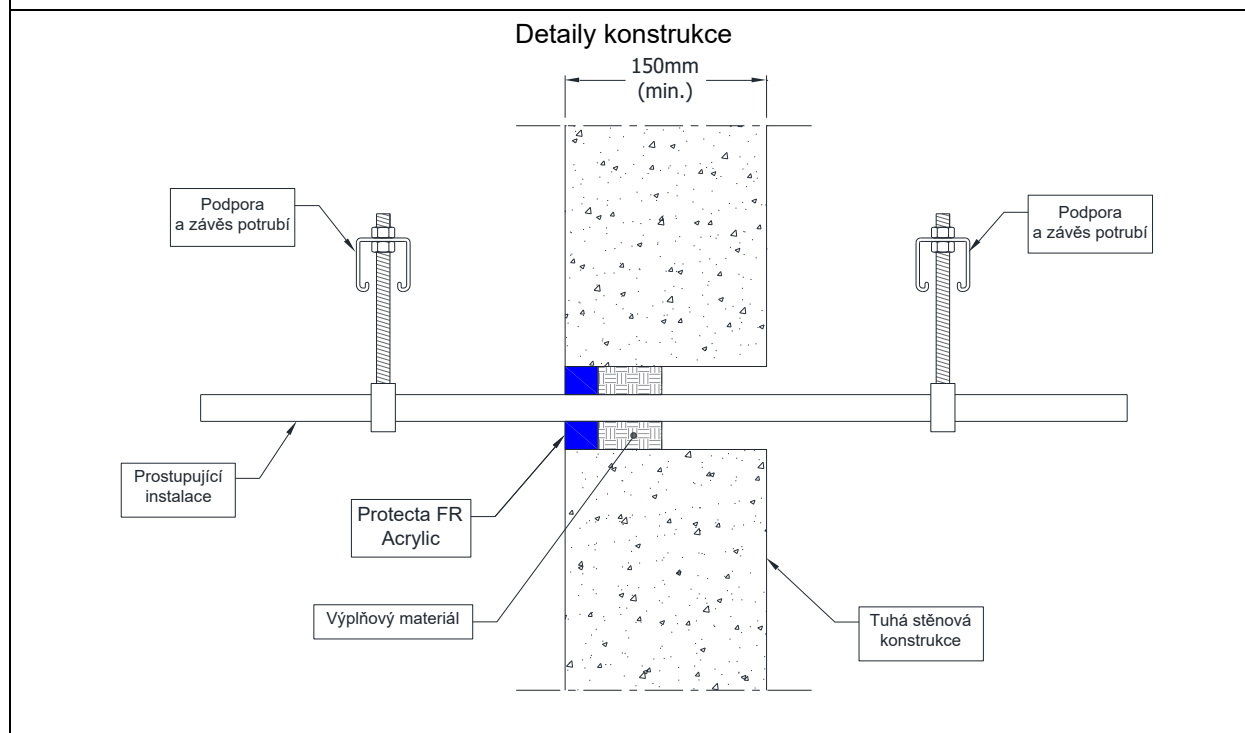 Detaily konstrukce
150mm
(min.)
Podpora
a závěs potrubí
Podpora
a závěs potrubí
Prostupující
instalace
Protecta FR
Acrylic
Výplňový materiál
Tuhá stěnová
konstrukce